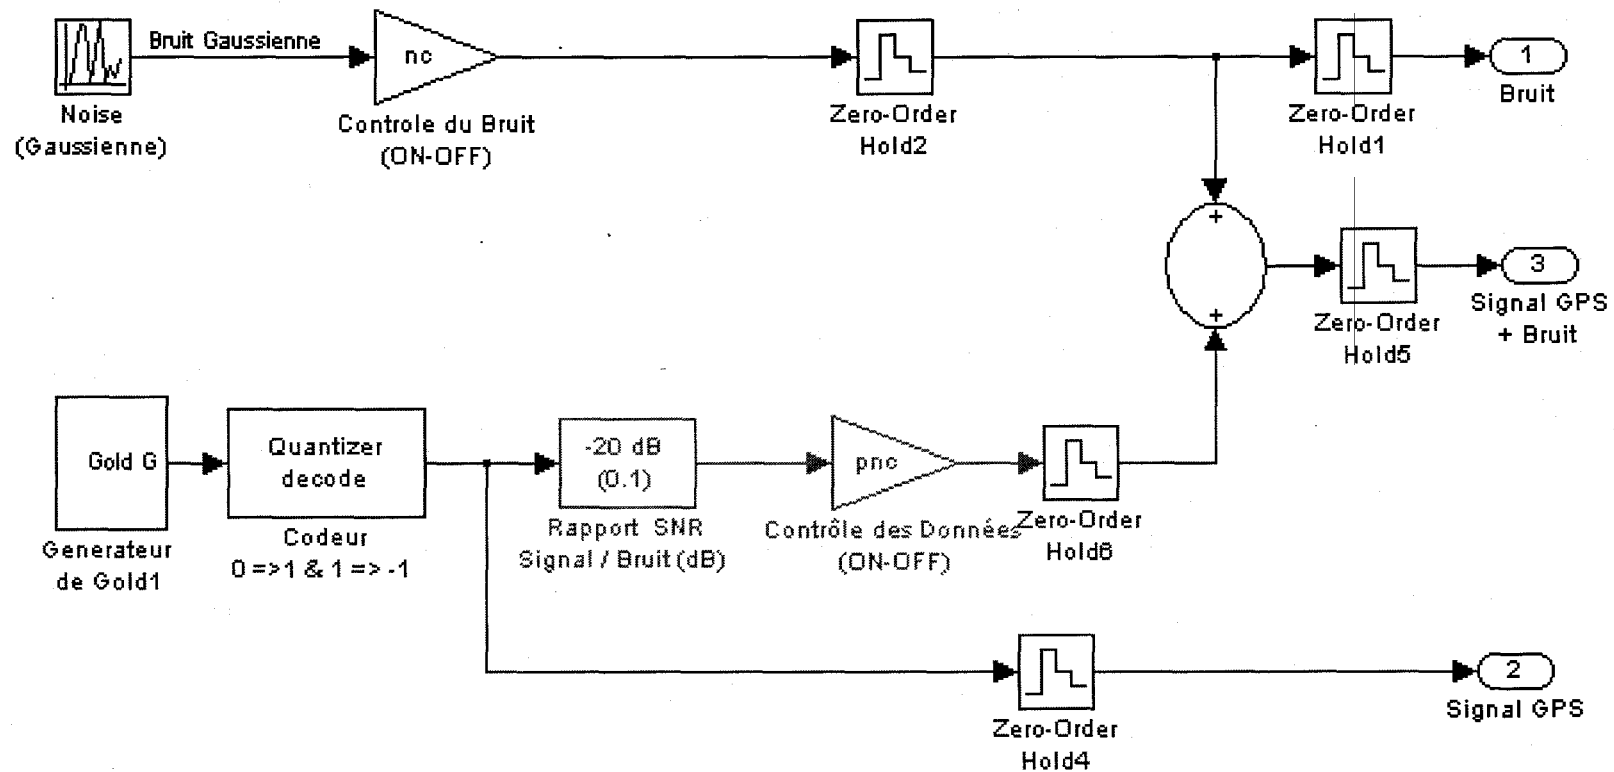 Bruit Gaussienne
Noise
(Gaussienne)
nc
Controle du Bruit
(ON-OFF)
Zero-Order
Hold2
Zero-Order
Hold1
1
Bruit
+
+
Zero-Order
Hold5
3
Signal GPS
+ Bruit
Gold G
Generateur
de Gold1
Quantizer
decode
Codeur
0 =>1 & 1 => -1
-20 dB
(0.1)
Rapport SNR
Signal / Bruit (dB)
pnc
Contrôle des Données
(ON-OFF)
Zero-Order
Hold6
Zero-Order
Hold4
2
Signal GPS